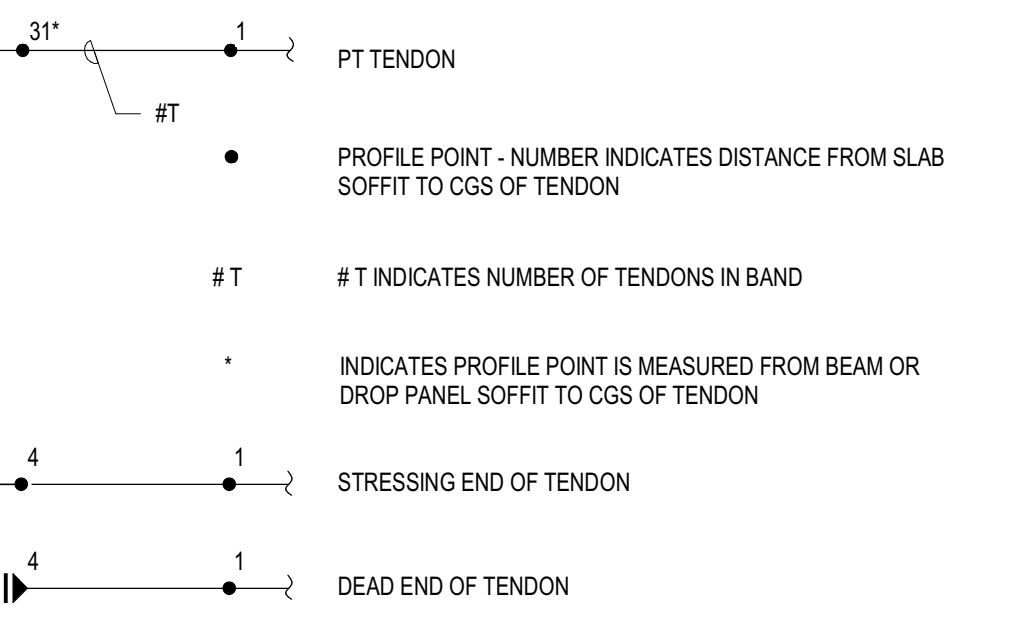 31* 1
PT TENDON
#T
PROFILE POINT - NUMBER INDICATES DISTANCE FROM SLAB
SOFFIT TO CGS OF TENDON
# T # T INDICATES NUMBER OF TENDONS IN BAND
* INDICATES PROFILE POINT IS MEASURED FROM BEAM OR
DROP PANEL SOFFIT TO CGS OF TENDON
4 1
STRESSING END OF TENDON
4 1
DEAD END OF TENDON